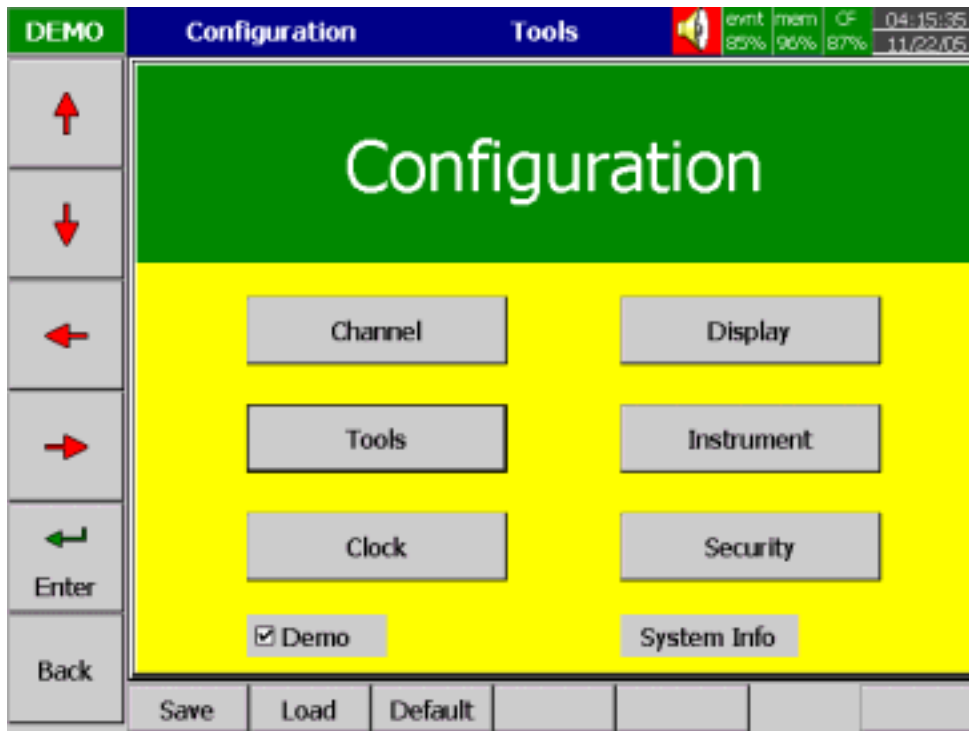 DEMO Configuration Tools evnt mem CF 04:15:35
85% 96% 87% 11/22/05
Configuration
Channel Display
Tools Instrument
Clock Security
Enter
Demo System Info
Back
Save Load Default